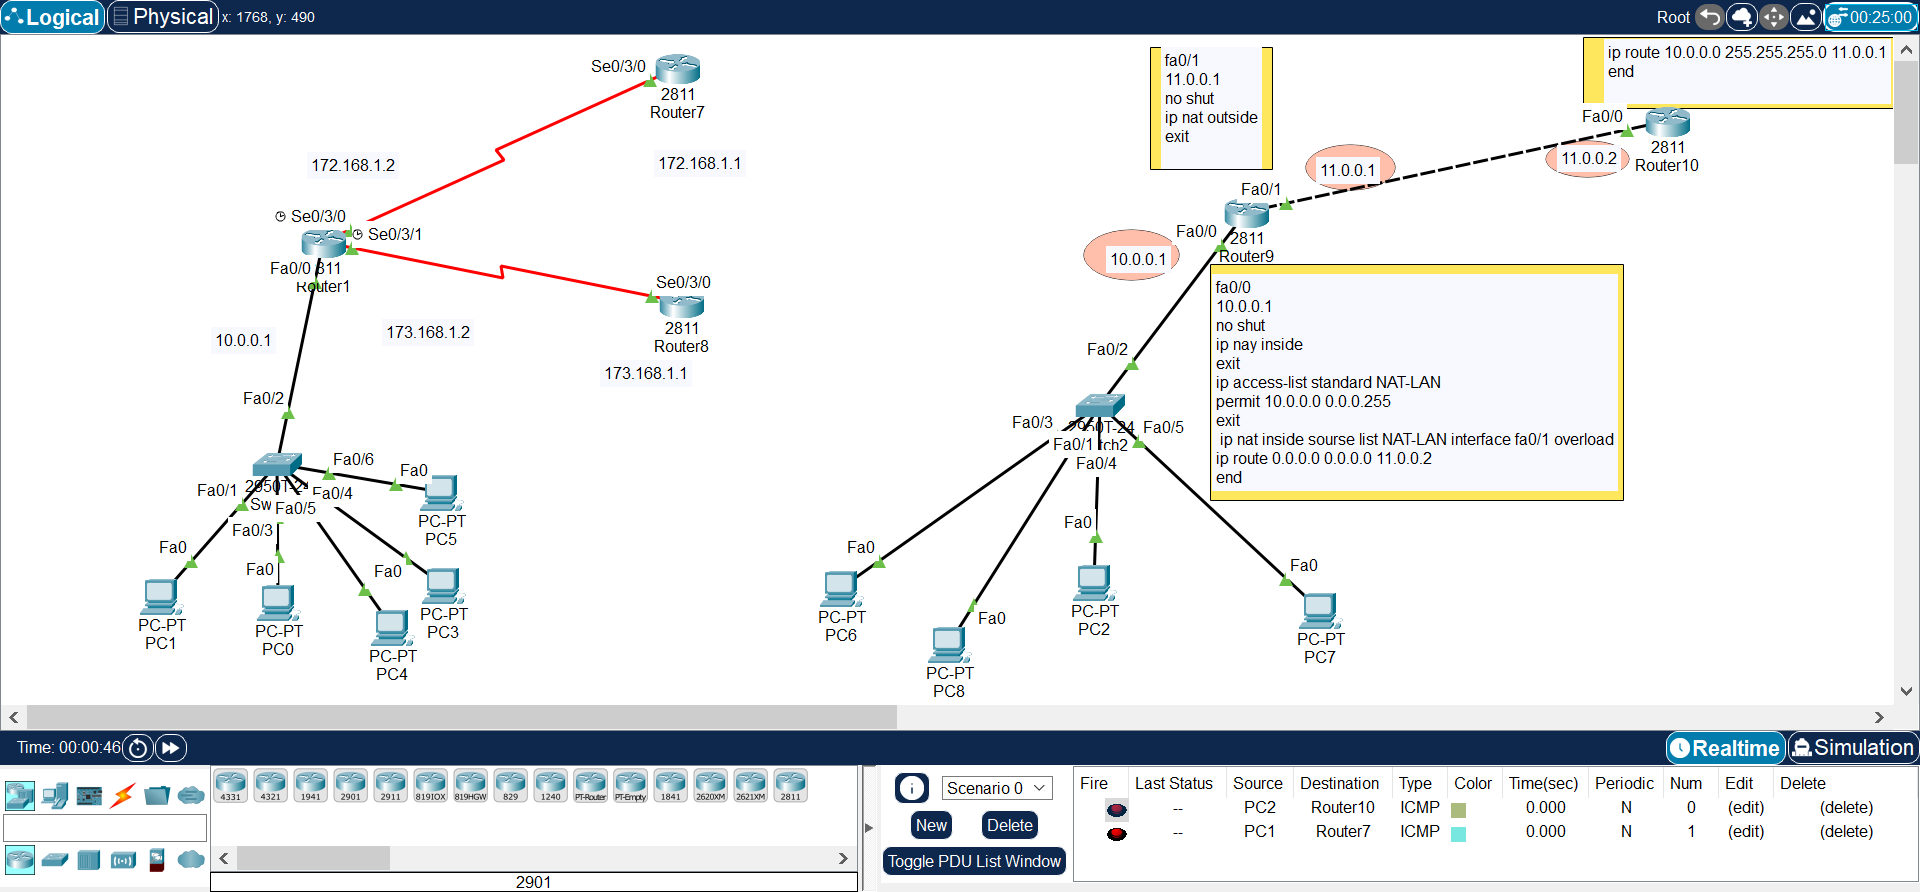 Logical
Physical
x: 1768, y: 490
Root
00:25:00
ip route 10.0.0.0 255.255.255.0 11.0.0.1
end
fa0/1
11.0.0.1
no shut
ip nat outside
exit
Se0/3/0
2811
Router7
172.168.1.2
172.168.1.1
Fa0/0
2811
Router10
11.0.0.2
11.0.0.1
Fa0/1
Se0/3/0
Se0/3/1
Fa0/0
2811
Router9
10.0.0.1
Fa0/0 811
Router1
Se0/3/0
2811
Router8
173.168.1.2
173.168.1.1
10.0.0.1
fa0/0
10.0.0.1
no shut
ip nay inside
exit
ip access-list standard NAT-LAN
permit 10.0.0.0 0.0.0.255
exit
ip nat inside sourse list NAT-LAN interface fa0/1 overload
ip route 0.0.0.0 0.0.0.0 11.0.0.2
end
Fa0/2
Fa0/2
Fa0/3
2950T-24
Fa0/5
Fa0/1 tch2
Fa0/4
Fa0/6
Fa0
Fa0/1
2950T-24
Fa0/4
Sw
Fa0/5
Fa0/3
PC-PT
PC5
Fa0
Fa0
Fa0
PC-PT
PC1
PC-PT
PC0
PC-PT
PC4
PC-PT
PC3
Fa0
Fa0
Fa0
Fa0
PC-PT
PC6
PC-PT
PC8
PC-PT
PC2
PC-PT
PC7
Time: 00:00:46
Realtime
Simulation
4331
4321
1941
2901
2911
819IOX
819HGW
829
1240
PT-Router
PT-Empty
1841
2620XM
2621XM
2811
2901
Scenario 0
New
Delete
Toggle PDU List Window
Fire Last Status Source Destination Type Color Time(sec) Periodic Num Edit Delete
-- PC2 Router10 ICMP 0.000 N 0 (edit) (delete)
-- PC1 Router7 ICMP 0.000 N 1 (edit) (delete)